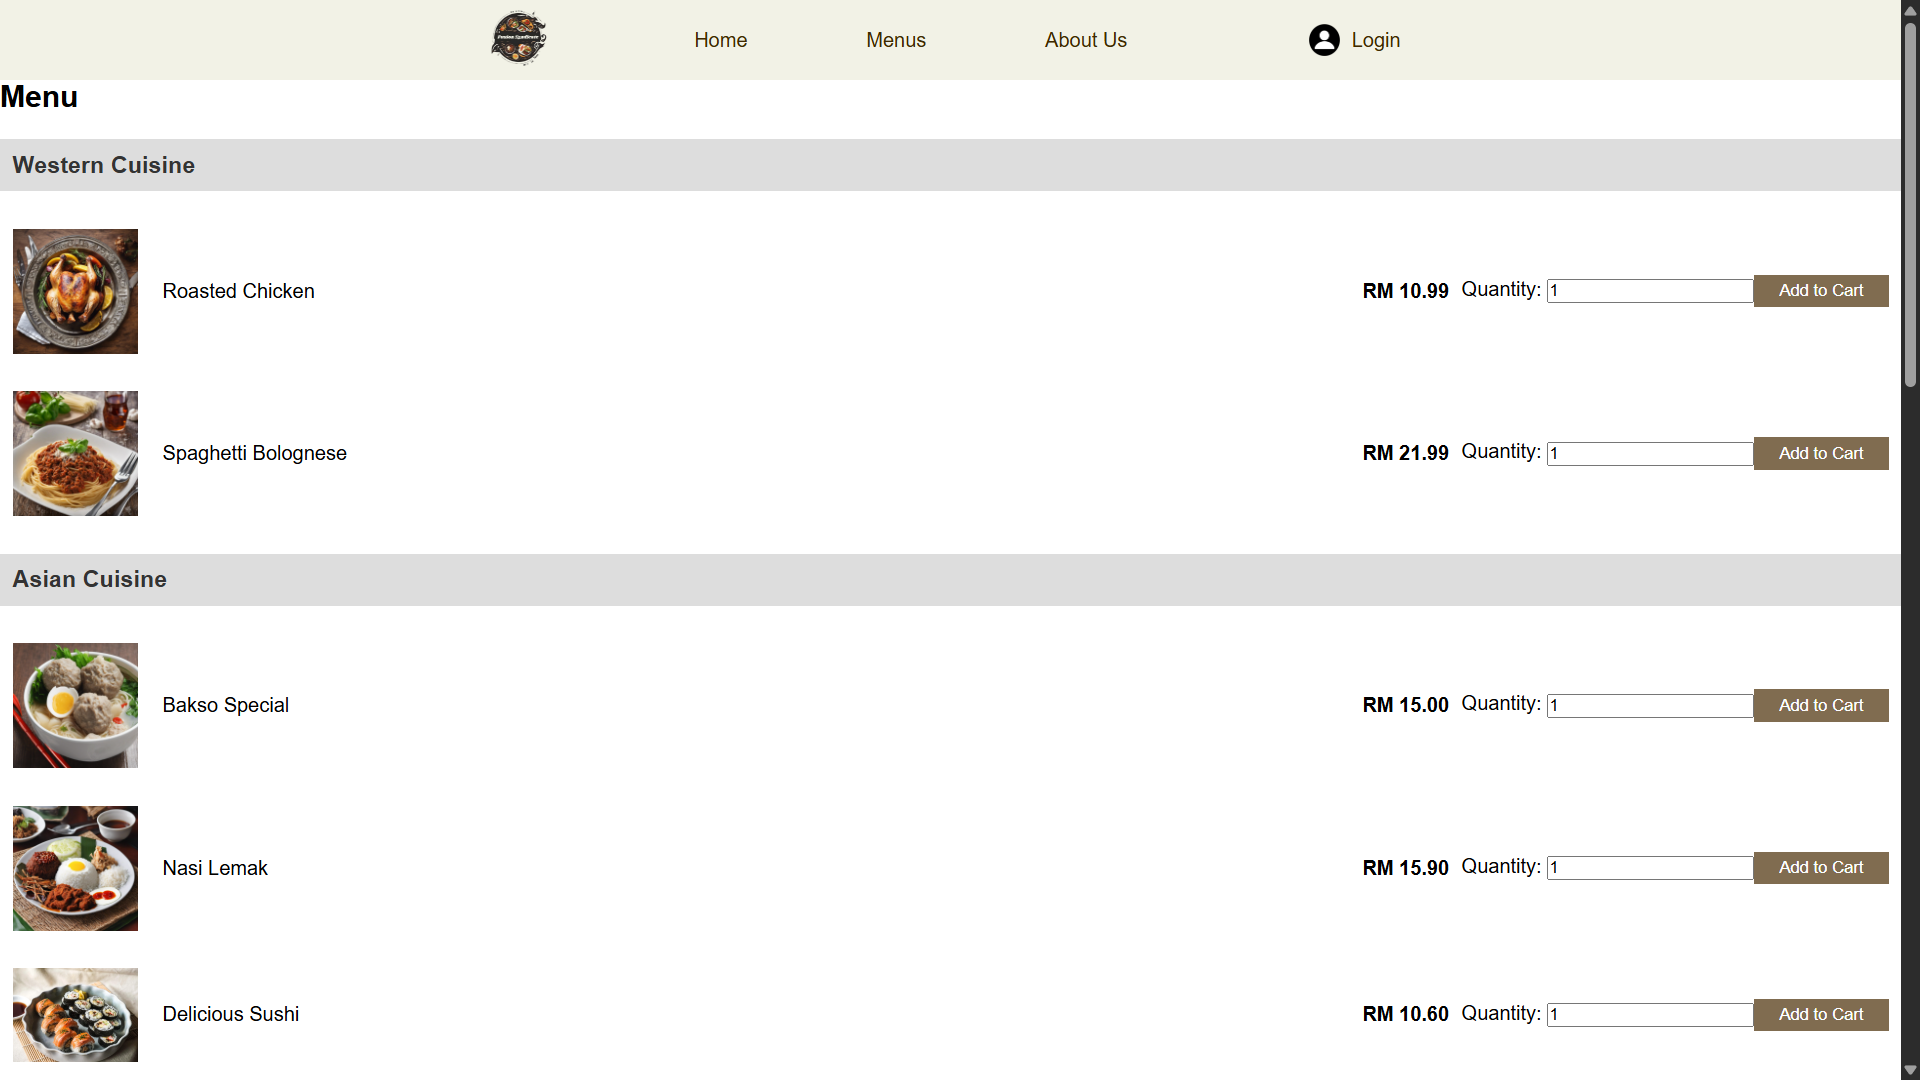 Home
Menus
About Us
Login
Menu
Western Cuisine
Roasted Chicken
RM 10.99 Quantity: 1 Add to Cart
Spaghetti Bolognese
RM 21.99 Quantity: 1 Add to Cart
Asian Cuisine
Bakso Special
RM 15.00 Quantity: 1 Add to Cart
Nasi Lemak
RM 15.90 Quantity: 1 Add to Cart
Delicious Sushi
RM 10.60 Quantity: 1 Add to Cart